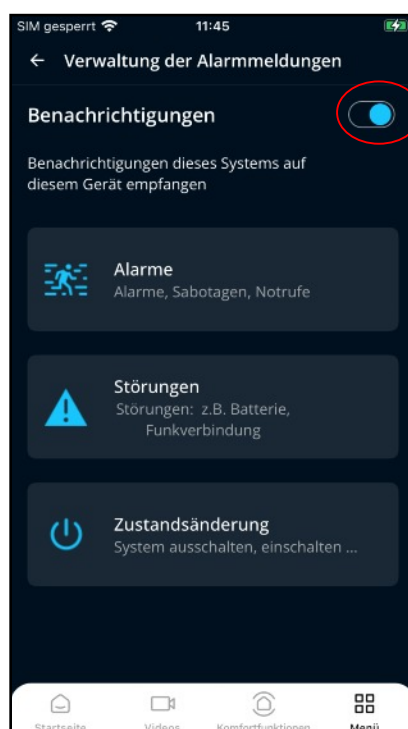 SIM gesperrt 11:45
← Verwaltung der Alarmmeldungen
Benachrichtigungen
Benachrichtigungen dieses Systems auf
diesem Gerät empfangen
Alarme
Alarme, Sabotagen, Notrufe
Störungen
Störungen: z.B. Batterie,
Funkverbindung
Zustandsänderung
System ausschalten, einschalten ...
Startseite Videos Komfortfunktionen Menü